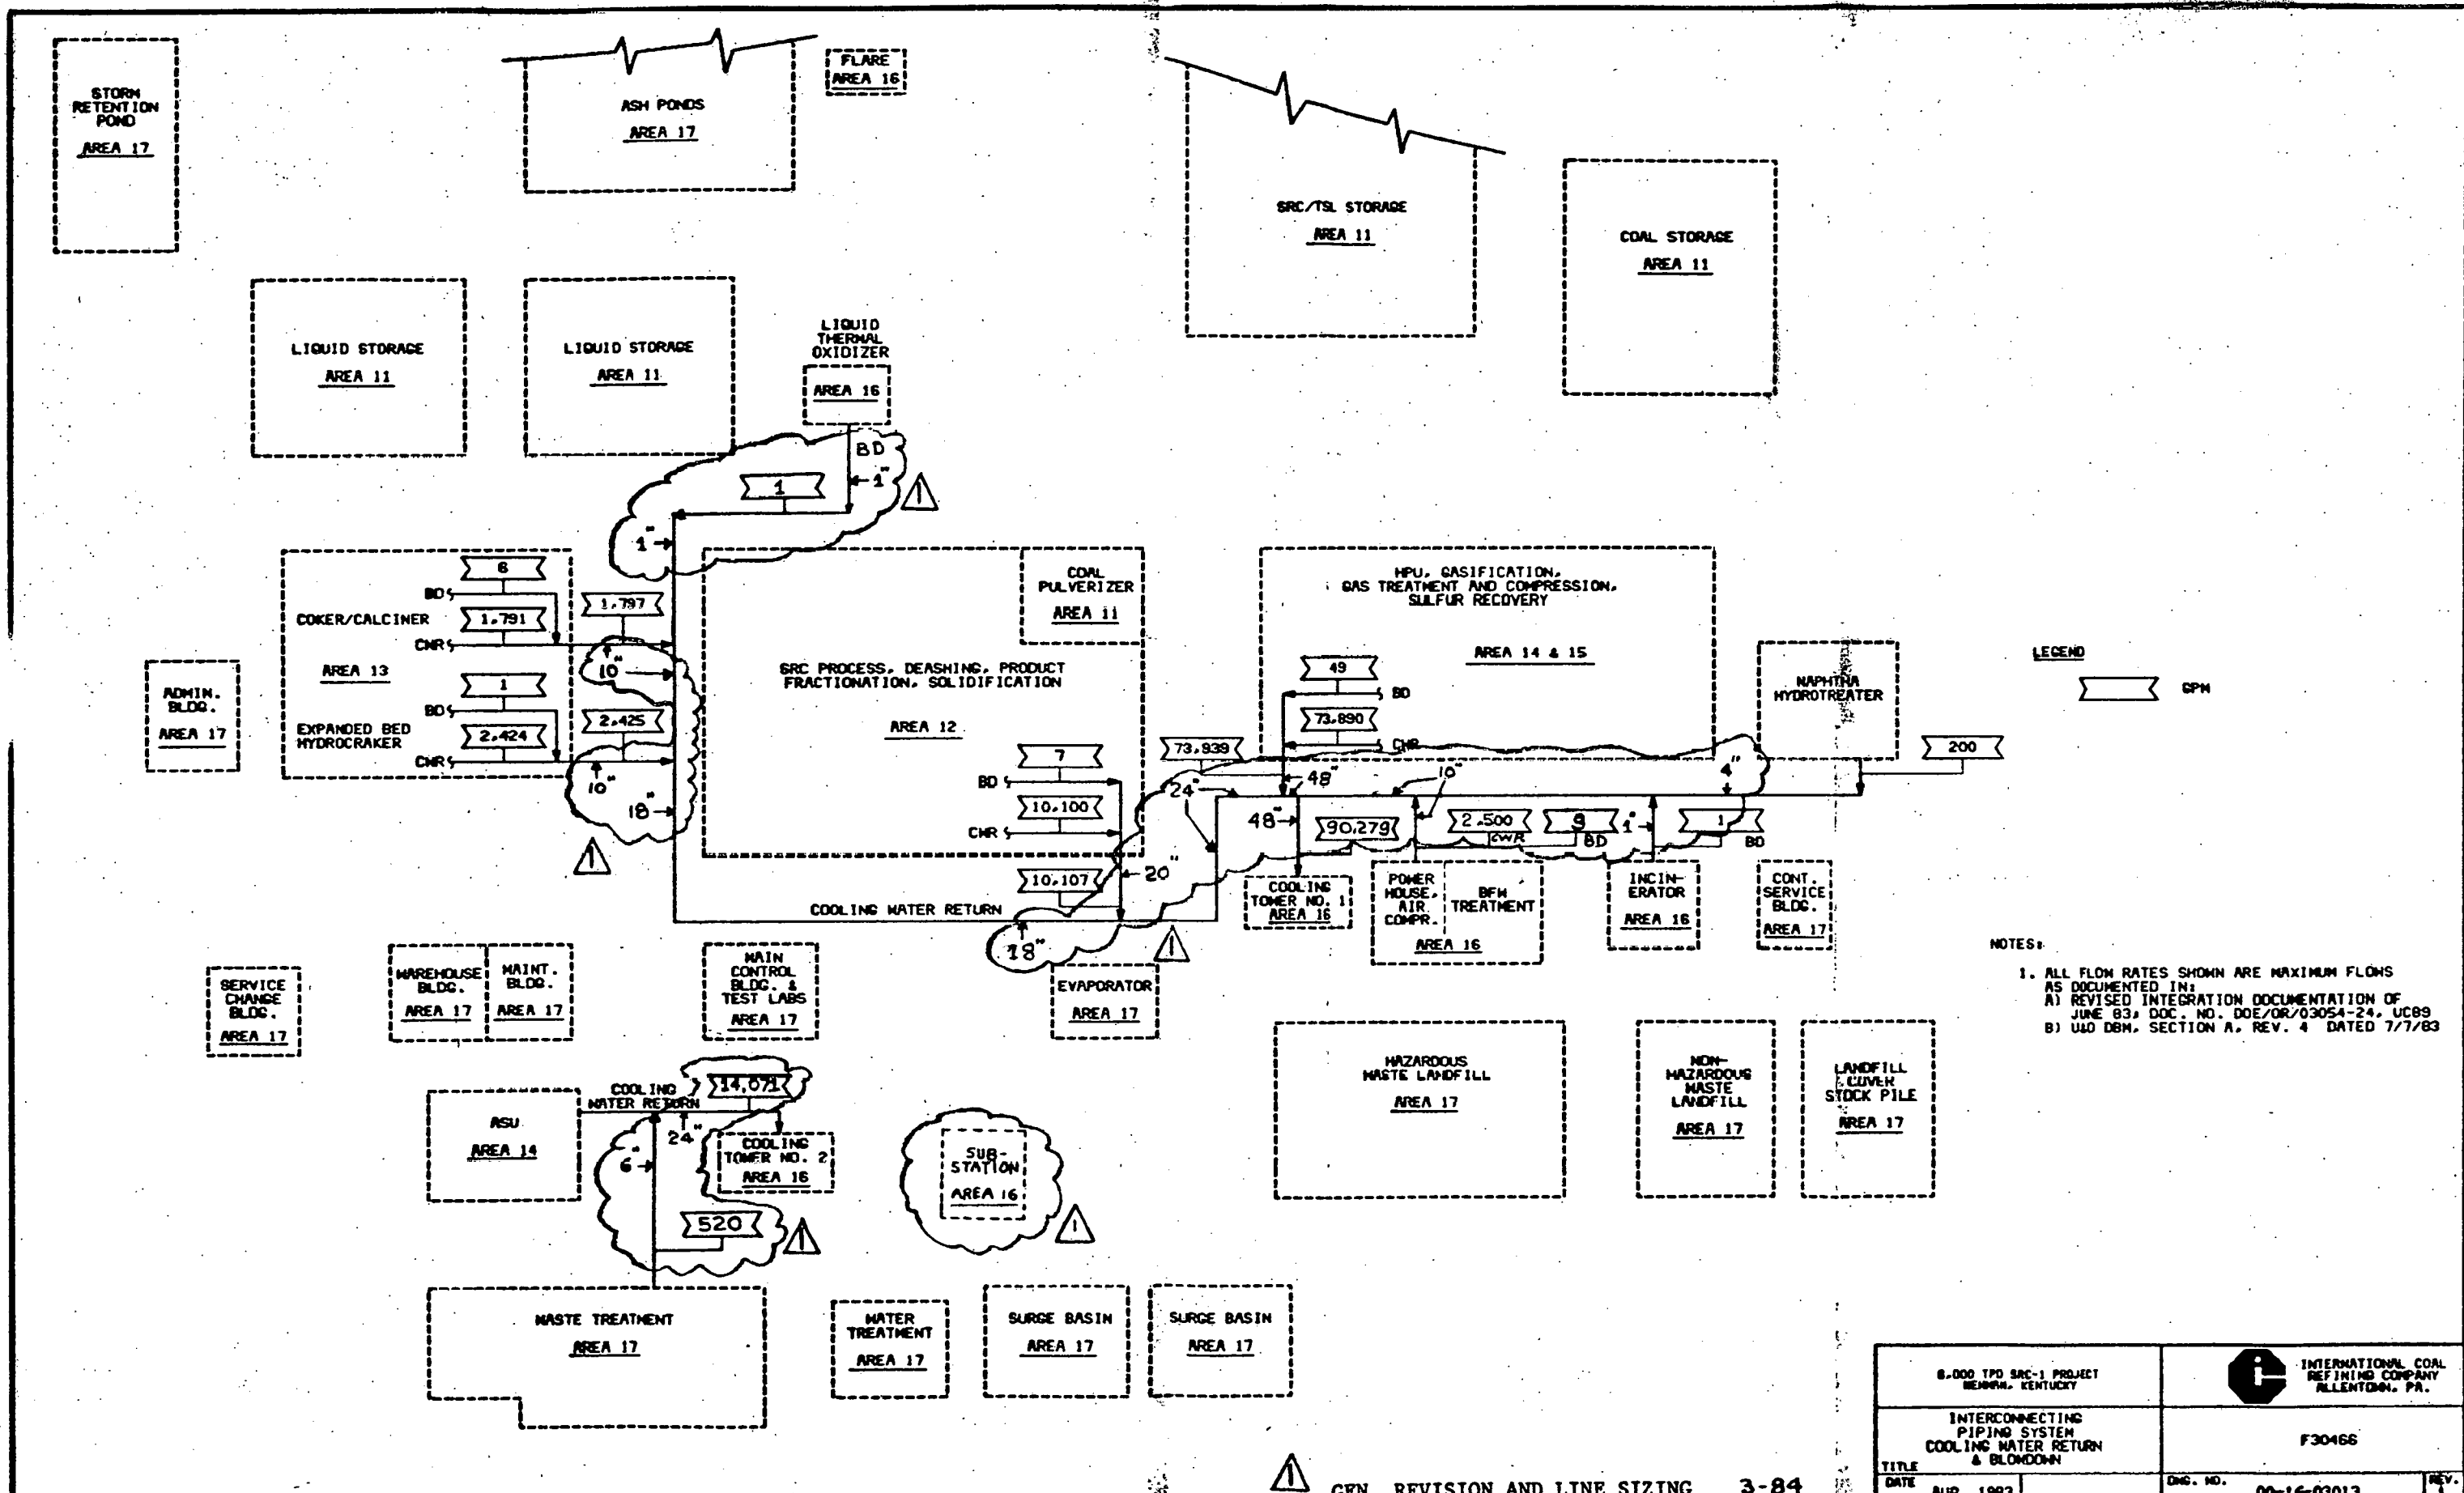 STORM
RETENTION
POND
AREA 17
ASH PONDS
AREA 17
FLARE
AREA 16
SRC/TSL STORAGE
AREA 11
COAL STORAGE
AREA 11
LIQUID STORAGE
AREA 11
LIQUID STORAGE
AREA 11
LIQUID
THERMAL
OXIDIZER
AREA 16
BD
1"
1
1
1"
COKER/CALCINER
AREA 13
EXPANDED BED
HYDROCRAKER
6
BD
1,791
CWR
1
BD
2,424
CWR
1,797
10"
2,425
10"
18"
1
ADMIN.
BLDG.
AREA 17
COAL
PULVERIZER
AREA 11
SRC PROCESS, DEASHING, PRODUCT
FRACTIONATION, SOLIDIFICATION
AREA 12
7
BD
10,100
CWR
10,107
20"
COOLING WATER RETURN
18"
1
HPU, GASIFICATION,
GAS TREATMENT AND COMPRESSION,
SULFUR RECOVERY
AREA 14 & 15
49
BD
73,890
CWR
73,939
48"
24"
10"
4"
48"
90,279
2,500
CWR
9
BD
1"
1
BD
NAPHTHA
HYDROTREATER
200
LEGEND
GPM
COOLING
TOWER NO. 1
AREA 16
POWER
HOUSE,
AIR
COMPR.
BFW
TREATMENT
AREA 16
INCIN-
ERATOR
AREA 16
CONT.
SERVICE
BLDG.
AREA 17
SERVICE
CHANGE
BLDG.
AREA 17
WAREHOUSE
BLDG.
AREA 17
MAINT.
BLDG.
AREA 17
MAIN
CONTROL
BLDG. &
TEST LABS
AREA 17
EVAPORATOR
AREA 17
NOTES:
1. ALL FLOW RATES SHOWN ARE MAXIMUM FLOWS
AS DOCUMENTED IN:
A) REVISED INTEGRATION DOCUMENTATION OF
JUNE 83, DOC. NO. DOE/OR/03054-24, UC89
B) U&O DBM, SECTION A, REV. 4 DATED 7/7/83
ASU
AREA 14
COOLING
WATER RETURN
14,071
24"
6"
COOLING
TOWER NO. 2
AREA 16
520
1
SUB-
STATION
AREA 16
1
HAZARDOUS
WASTE LANDFILL
AREA 17
NON-
HAZARDOUS
WASTE
LANDFILL
AREA 17
LANDFILL
COVER
STOCK PILE
AREA 17
WASTE TREATMENT
AREA 17
WATER
TREATMENT
AREA 17
SURGE BASIN
AREA 17
SURGE BASIN
AREA 17
1 GEN. REVISION AND LINE SIZING 3-84
6,000 TPD SRC-1 PROJECT
NEWMAN, KENTUCKY
INTERNATIONAL COAL
REFINING COMPANY
ALLENTOWN, PA.
INTERCONNECTING
PIPING SYSTEM
COOLING WATER RETURN
& BLOWDOWN
TITLE
F30466
DATE
AUG. 1983
DWG. NO.
00-16-03013
REV.
1